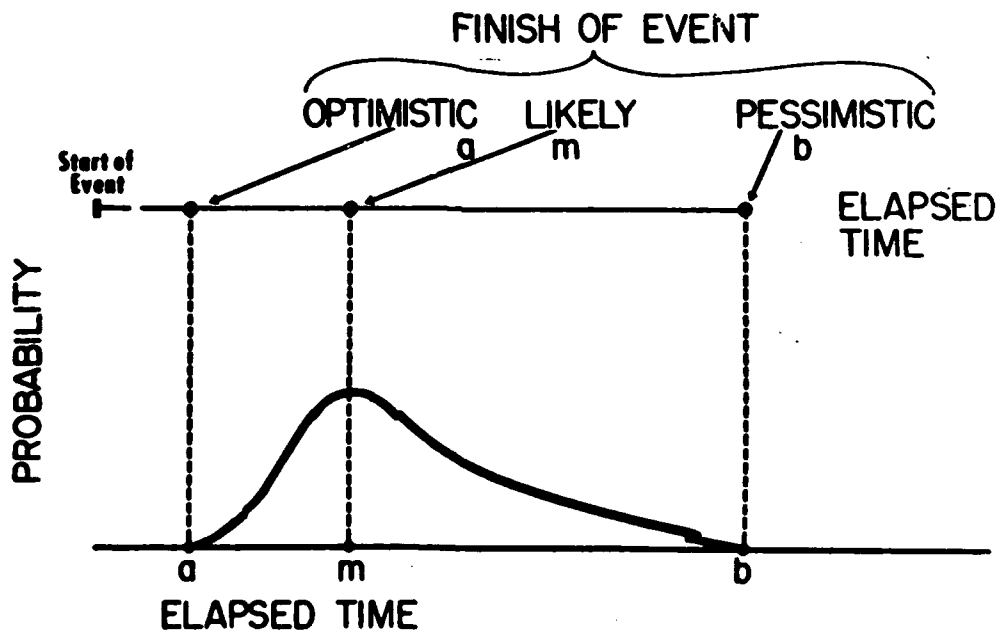 FINISH OF EVENT
OPTIMISTIC LIKELY PESSIMISTIC
a m b
Start of
Event
ELAPSED
TIME
PROBABILITY
a m b
ELAPSED TIME